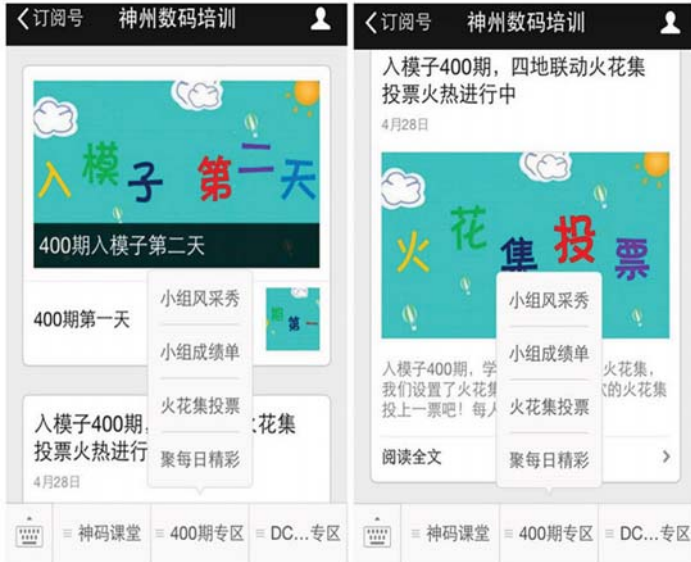 订阅号 神州数码培训
入模子 第二天
400期入模子第二天
400期第一天
第一
小组风采秀
小组成绩单
火花集投票
聚每日精彩
入模子400期
火花集
投票火热进行
4月28日
神码课堂
400期专区
DC...专区
订阅号 神州数码培训
入模子400期，四地联动火花集
投票火热进行中
4月28日
火花集投票
小组风采秀
小组成绩单
火花集投票
聚每日精彩
入模子400期，学
火花集，
我们设置了火花集
的火花集
投上一票吧！每人
阅读全文
神码课堂
400期专区
DC...专区